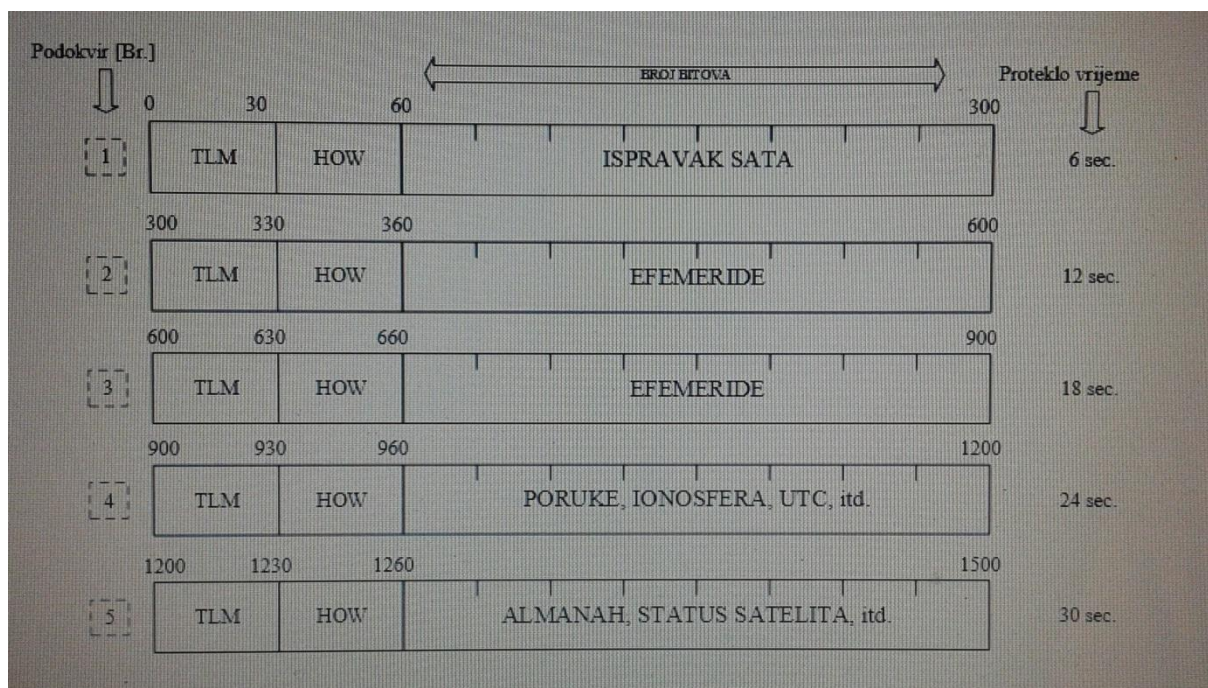 Podokvir [Br.]
BROJ BITOVA
Proteklo vrijeme
0 30 60 300
1 TLM HOW ISPRAVAK SATA 6 sec.
300 330 360 600
2 TLM HOW EFEMERIDE 12 sec.
600 630 660 900
3 TLM HOW EFEMERIDE 18 sec.
900 930 960 1200
4 TLM HOW PORUKE, IONOSFERA, UTC, itd. 24 sec.
1200 1230 1260 1500
5 TLM HOW ALMANAH, STATUS SATELITA, itd. 30 sec.